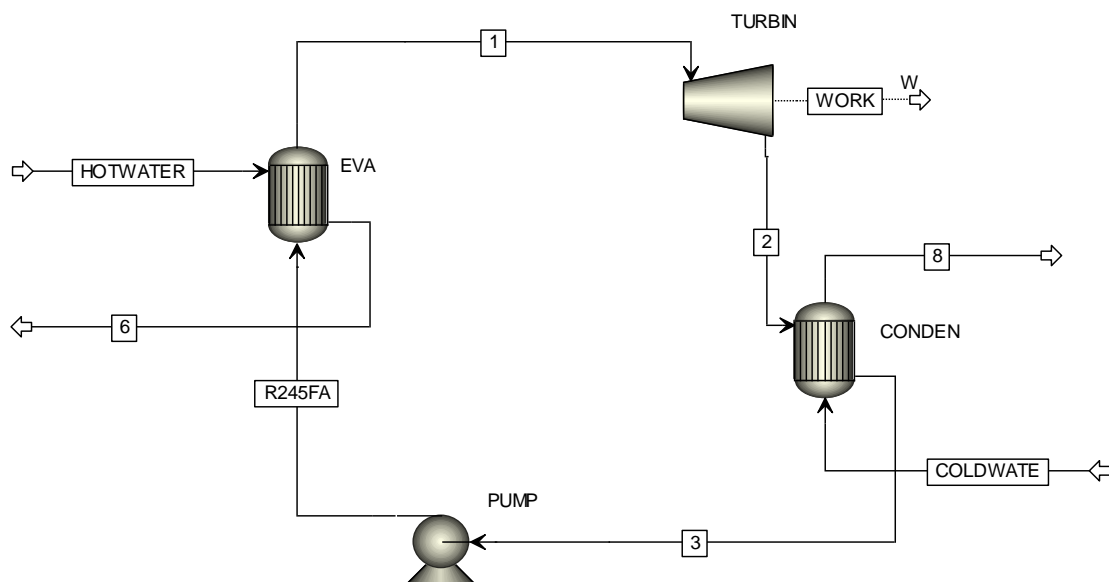 TURBIN
1
WORK
W
HOTWATER
EVA
2
8
6
CONDEN
R245FA
COLDWATE
PUMP
3